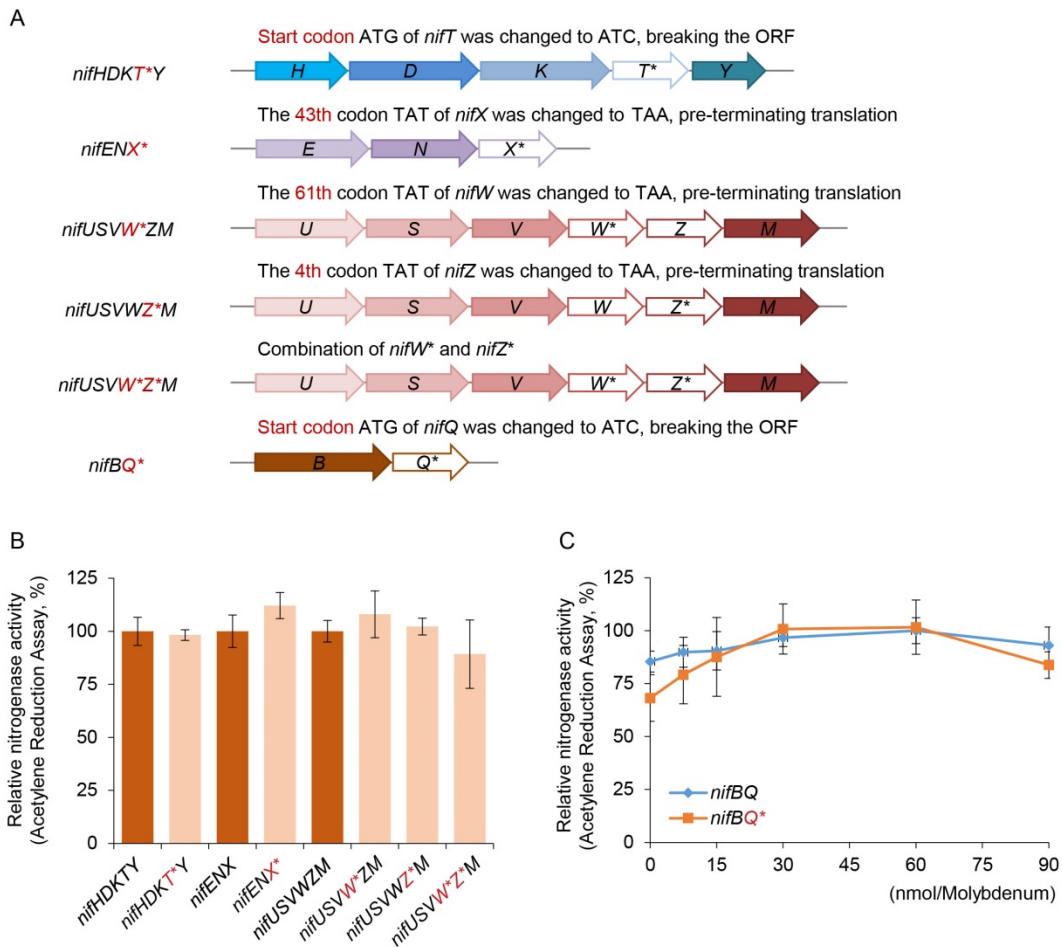 A
Start codon ATG of nifT was changed to ATC, breaking the ORF
nifHDKT*Y
H D K T* Y
The 43th codon TAT of nifX was changed to TAA, pre-terminating translation
nifENX*
E N X*
The 61th codon TAT of nifW was changed to TAA, pre-terminating translation
nifUSVW*ZM
U S V W* Z M
The 4th codon TAT of nifZ was changed to TAA, pre-terminating translation
nifUSVWZ*M
U S V W Z* M
Combination of nifW* and nifZ*
nifUSVW*Z*M
U S V W* Z* M
Start codon ATG of nifQ was changed to ATC, breaking the ORF
nifBQ*
B Q*
B
Relative nitrogenase activity
(Acetylene Reduction Assay, %)
125
100
75
50
25
0
nifHDKTY
nifHDKT*Y
nifENX
nifENX*
nifUSVWZM
nifUSVW*ZM
nifUSVWZ*M
nifUSVW*Z*M
C
Relative nitrogenase activity
(Acetylene Reduction Assay, %)
125
100
75
50
25
0
nifBQ
nifBQ*
0 15 30 45 60 75 90
(nmol/Molybdenum)